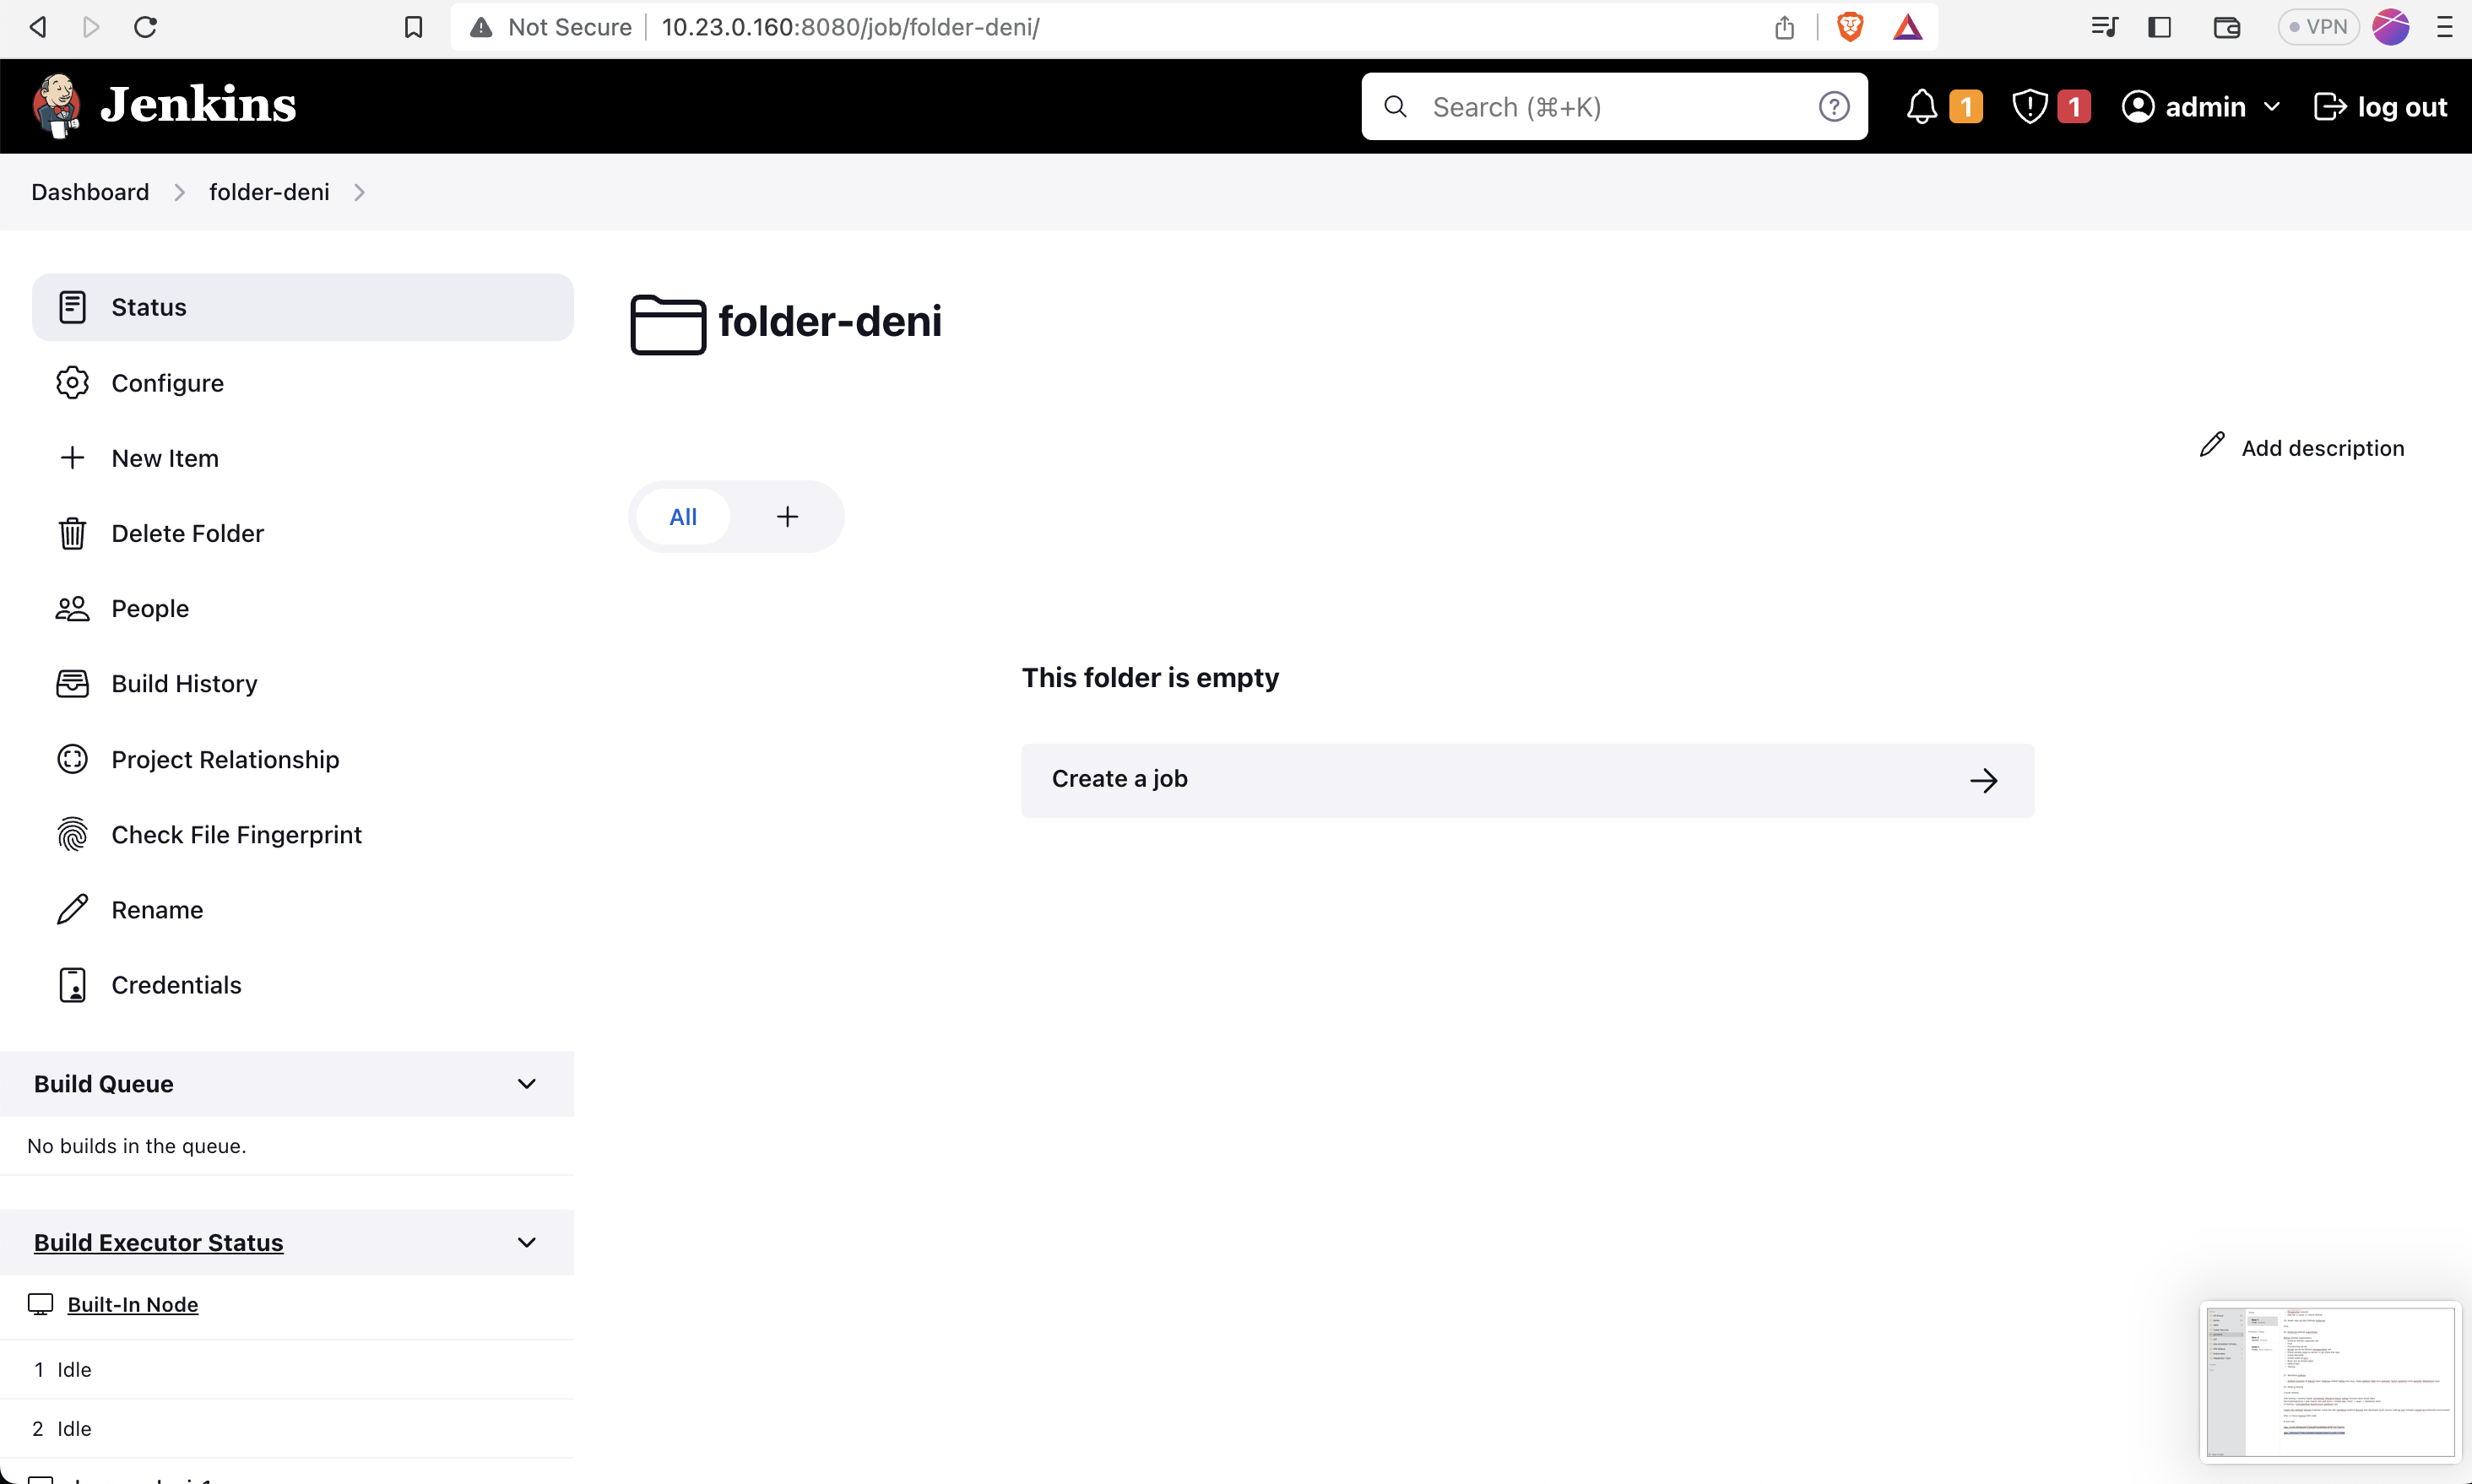 Not Secure
10.23.0.160:8080/job/folder-deni/
VPN
Jenkins
Search (⌘+K)
1
1
admin
log out
Dashboard
folder-deni
Status
Configure
New Item
Delete Folder
People
Build History
Project Relationship
Check File Fingerprint
Rename
Credentials
Build Queue
No builds in the queue.
Build Executor Status
Built-In Node
1 Idle
2 Idle
folder-deni
Add description
All
This folder is empty
Create a job